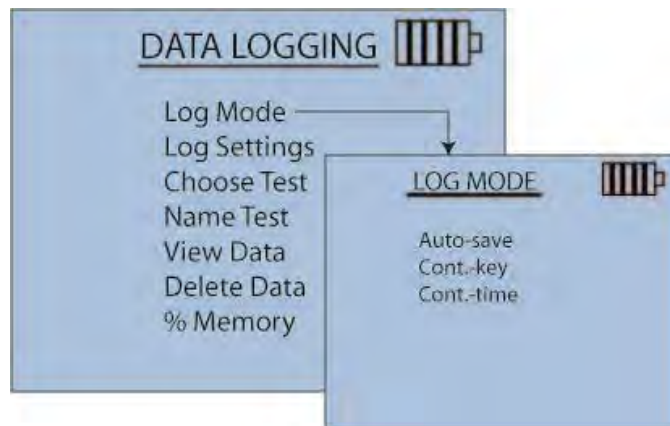 DATA LOGGING
Log Mode
Log Settings
Choose Test
Name Test
View Data
Delete Data
% Memory
LOG MODE
Auto-save
Cont.-key
Cont.-time